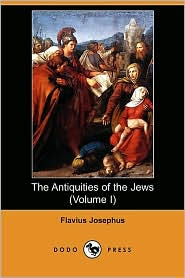 The Antiquities of the Jews
(Volume I)
Flavius Josephus
DODO PRESS